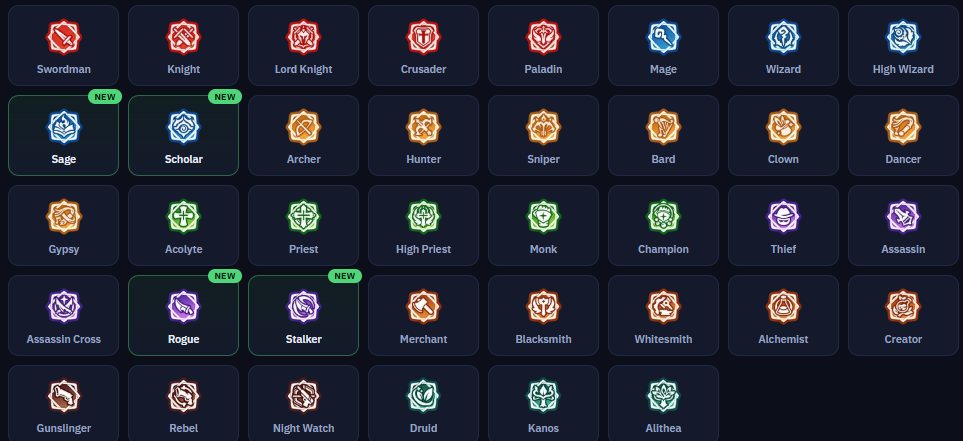 Swordman
Knight
Lord Knight
Crusader
Paladin
Mage
Wizard
High Wizard
NEW
Sage
NEW
Scholar
Archer
Hunter
Sniper
Bard
Clown
Dancer
Gypsy
Acolyte
Priest
High Priest
Monk
Champion
Thief
Assassin
Assassin Cross
NEW
Rogue
NEW
Stalker
Merchant
Blacksmith
Whitesmith
Alchemist
Creator
Gunslinger
Rebel
Night Watch
Druid
Kanos
Alithea